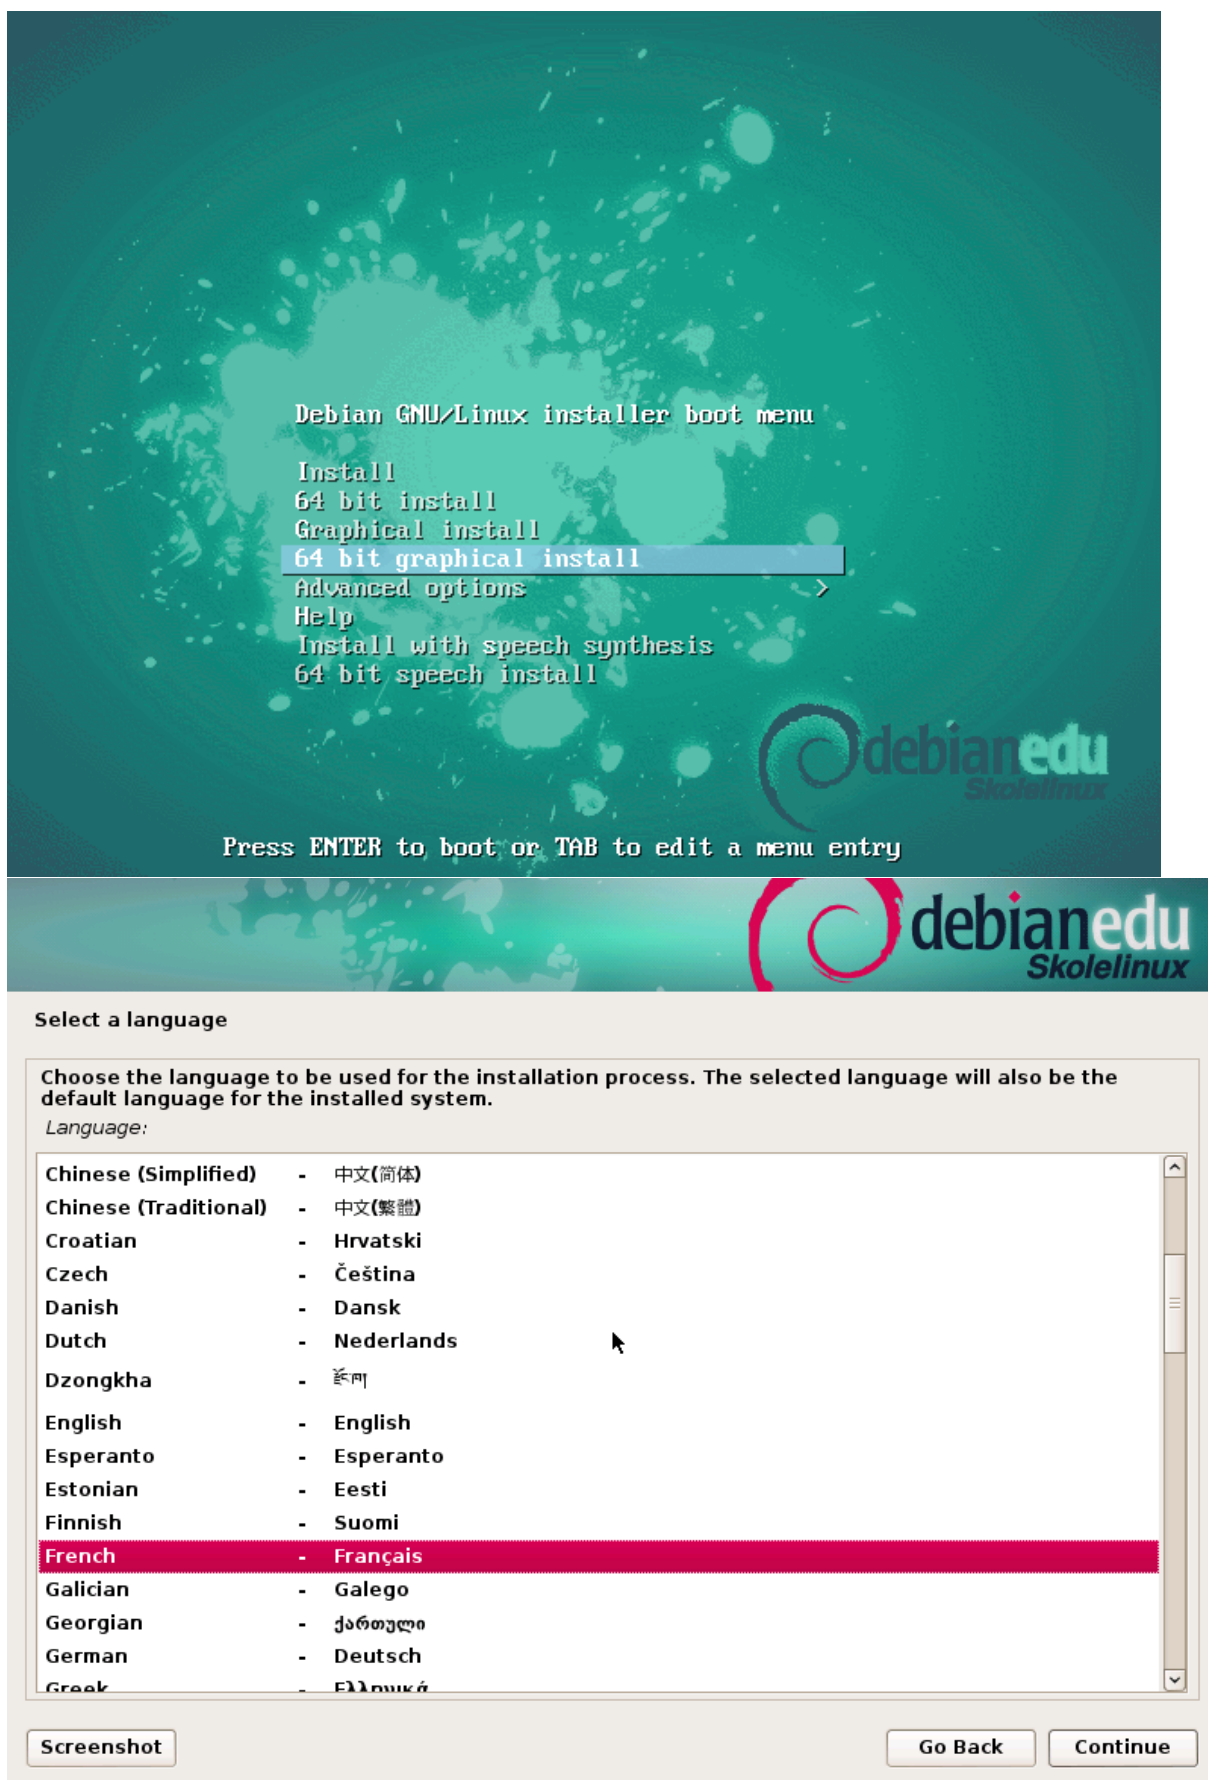 Debian GNU/Linux installer boot menu
Install
64 bit install
Graphical install
64 bit graphical install
Advanced options >
Help
Install with speech synthesis
64 bit speech install
debianedu
Skolelinux
Press ENTER to boot or TAB to edit a menu entry
debianedu
Skolelinux
Select a language
Choose the language to be used for the installation process. The selected language will also be the
default language for the installed system.
Language:
Chinese (Simplified) - 中文(简体)
Chinese (Traditional) - 中文(繁體)
Croatian - Hrvatski
Czech - Čeština
Danish - Dansk
Dutch - Nederlands
Dzongkha - རྫོང་ཁ།
English - English
Esperanto - Esperanto
Estonian - Eesti
Finnish - Suomi
French - Français
Galician - Galego
Georgian - ქართული
German - Deutsch
Greek - Ελληνικά
Screenshot Go Back Continue